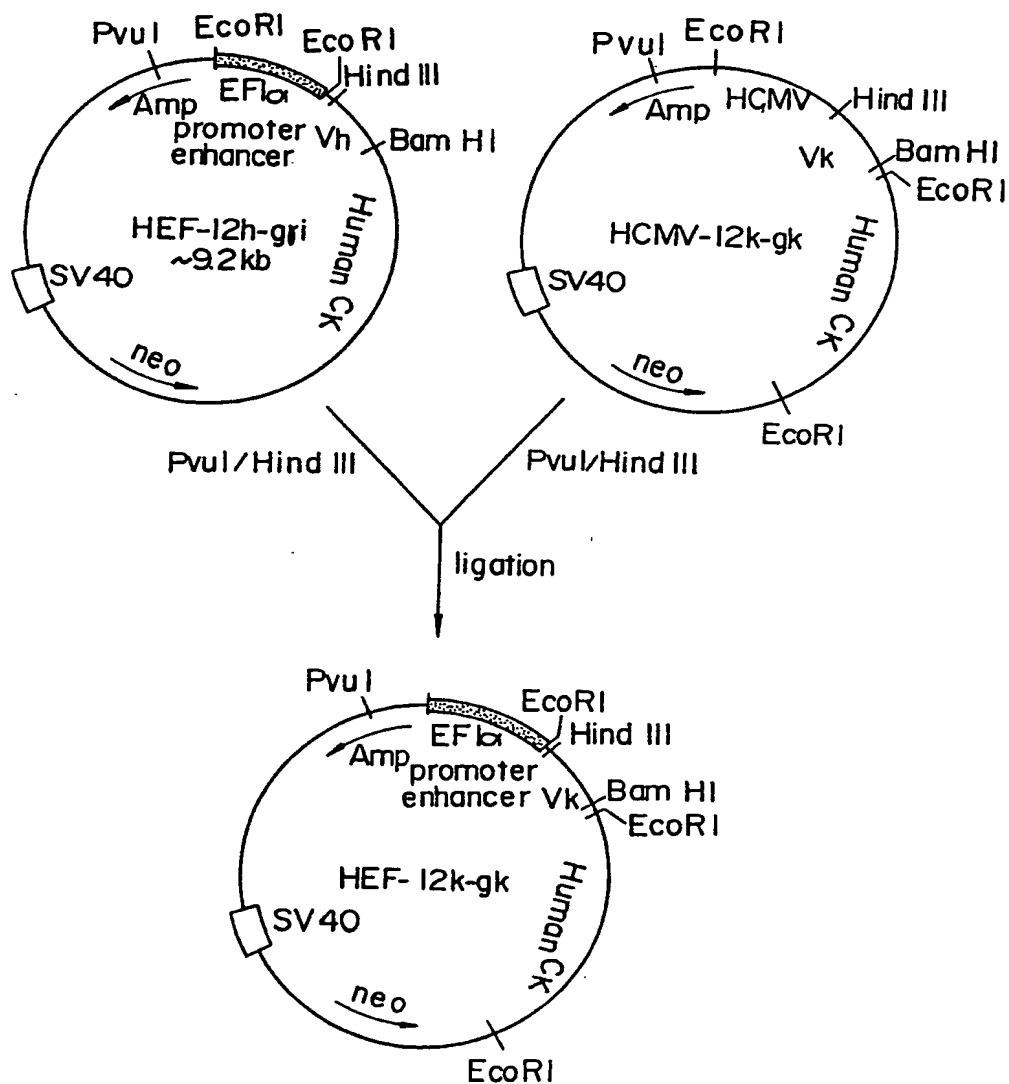 PvuI
EcoRI
EcoRI
Hind III
Amp
EF1α
promoter
enhancer
Vh
Bam HI
HEF-12h-gγi
~9.2kb
Human CK
SV40
neo
PvuI
EcoRI
HCMV
Hind III
Amp
Vk
Bam HI
EcoRI
HCMV-12k-gk
Human CK
SV40
neo
EcoRI
PvuI/Hind III
PvuI/Hind III
ligation
PvuI
EcoRI
Hind III
EF1α
Amp
promoter
enhancer
Vk
Bam HI
EcoRI
HEF-12k-gk
Human CK
SV40
neo
EcoRI